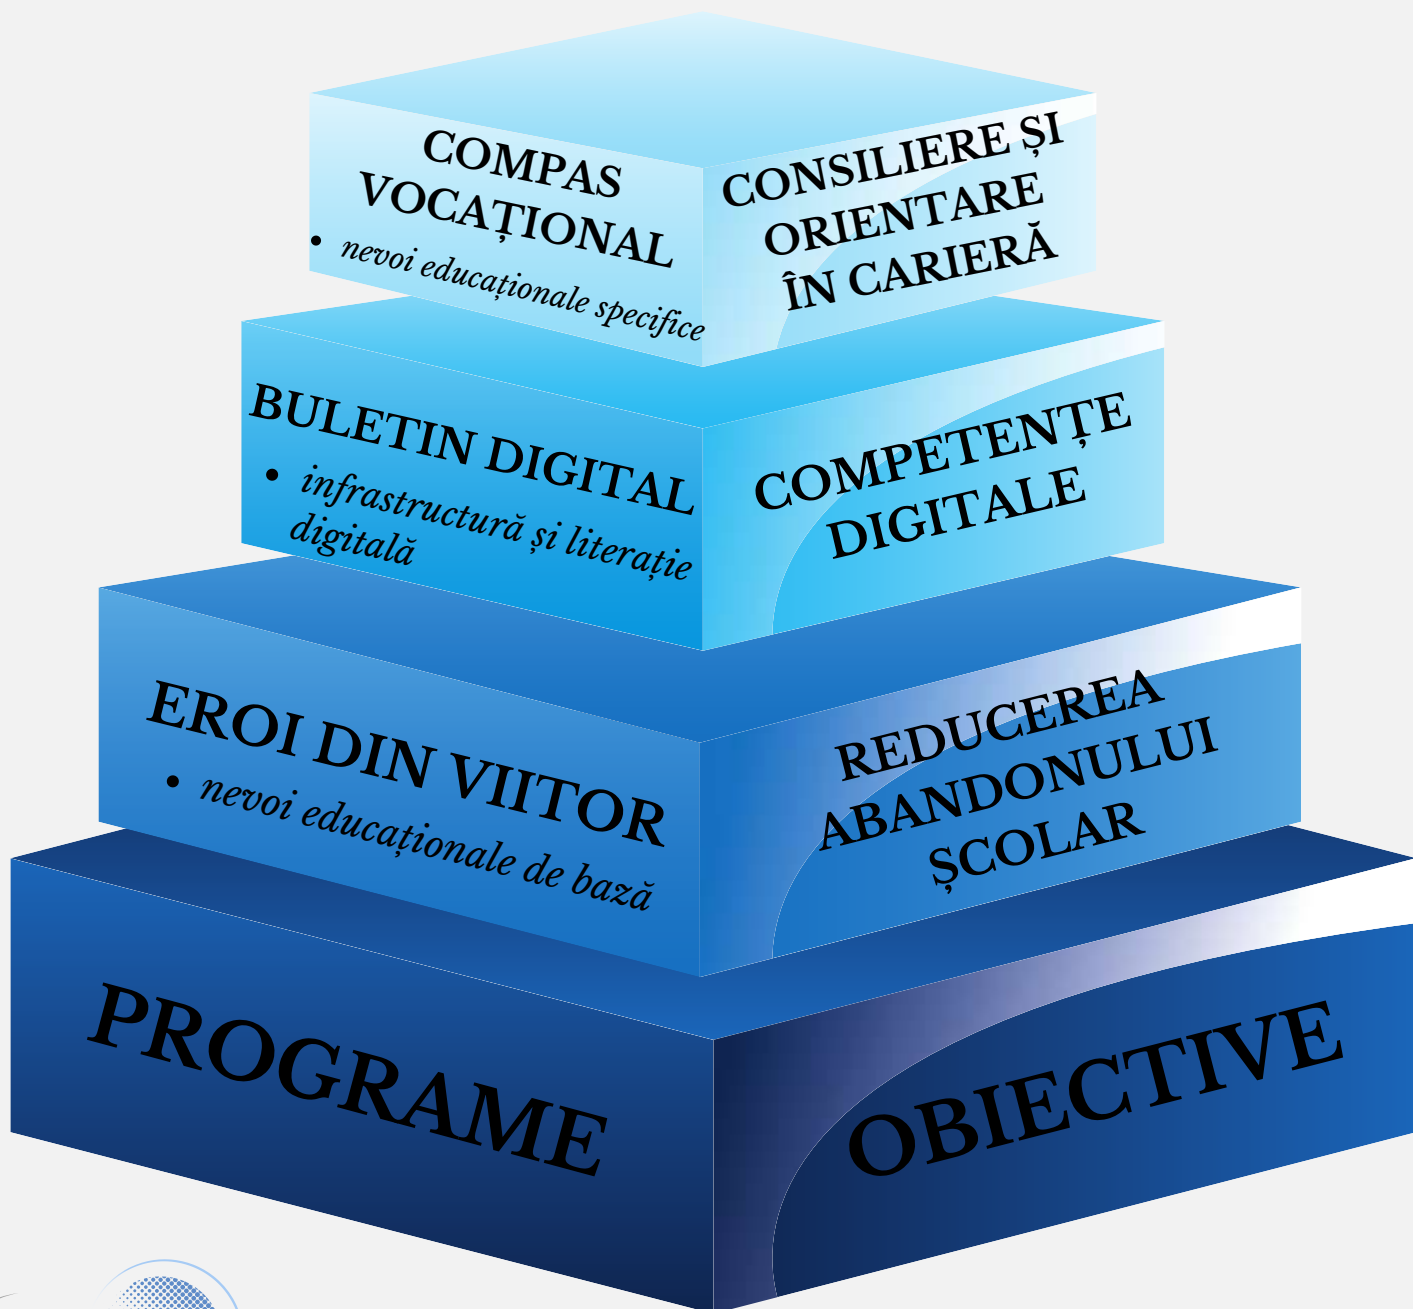 COMPAS
VOCAȚIONAL
• nevoi educaționale specifice
CONSILIERE ȘI
ORIENTARE
ÎN CARIERĂ
BULETIN DIGITAL
• infrastructură și literație
digitală
COMPETENȚE
DIGITALE
EROI DIN VIITOR
• nevoi educaționale de bază
REDUCEREA
ABANDONULUI
ȘCOLAR
PROGRAME
OBIECTIVE